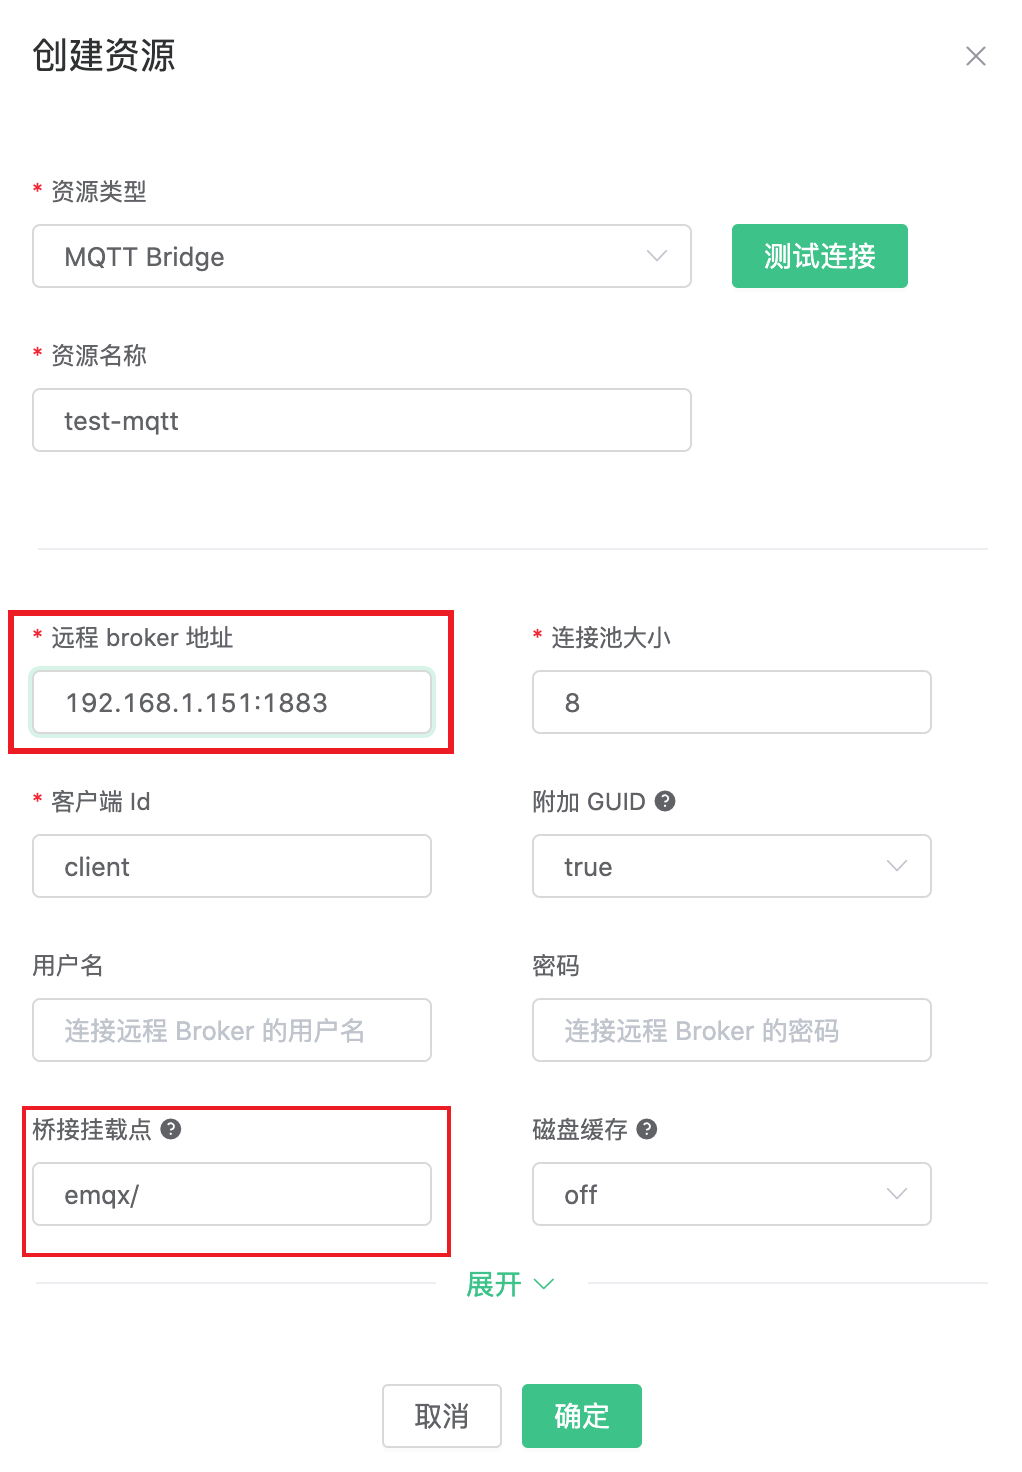 创建资源
* 资源类型
MQTT Bridge
测试连接
* 资源名称
test-mqtt
* 远程 broker 地址
* 连接池大小
192.168.1.151:1883
8
* 客户端 Id
附加 GUID
client
true
用户名
密码
连接远程 Broker 的用户名
连接远程 Broker 的密码
桥接挂载点
磁盘缓存
emqx/
off
展开
取消
确定